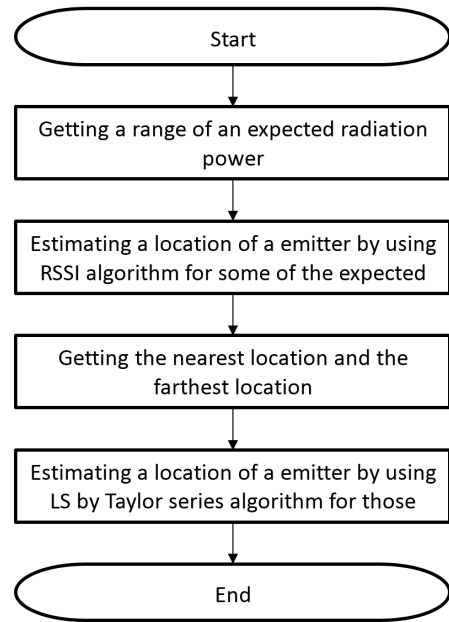 Start
Getting a range of an expected radiation
power
Estimating a location of a emitter by using
RSSI algorithm for some of the expected
Getting the nearest location and the
farthest location
Estimating a location of a emitter by using
LS by Taylor series algorithm for those
End